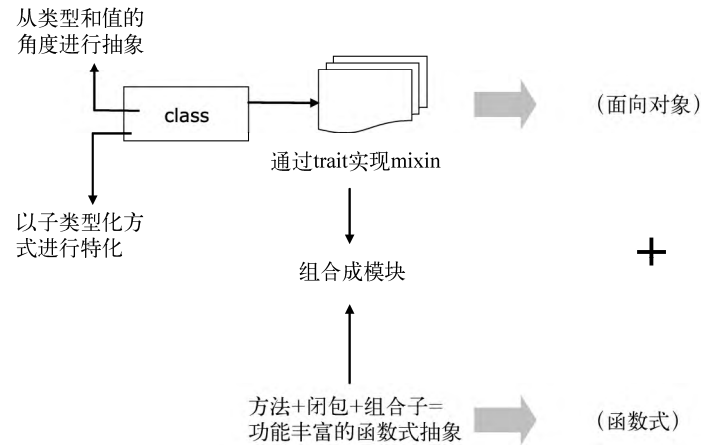 从类型和值的
角度进行抽象
class
（面向对象）
通过trait实现mixin
以子类型化方
式进行特化
+
组合成模块
方法+闭包+组合子=
功能丰富的函数式抽象
（函数式）